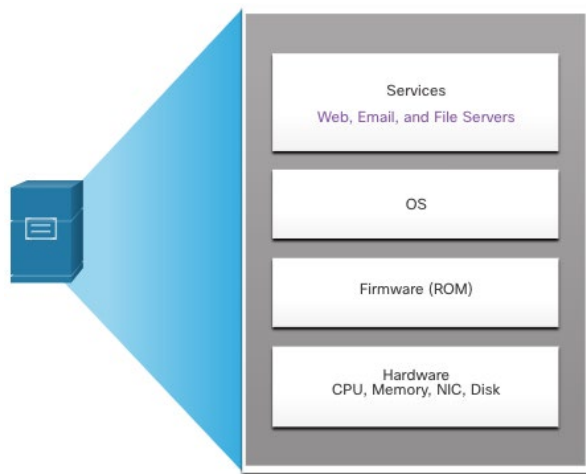 Services
Web, Email, and File Servers
OS
Firmware (ROM)
Hardware
CPU, Memory, NIC, Disk